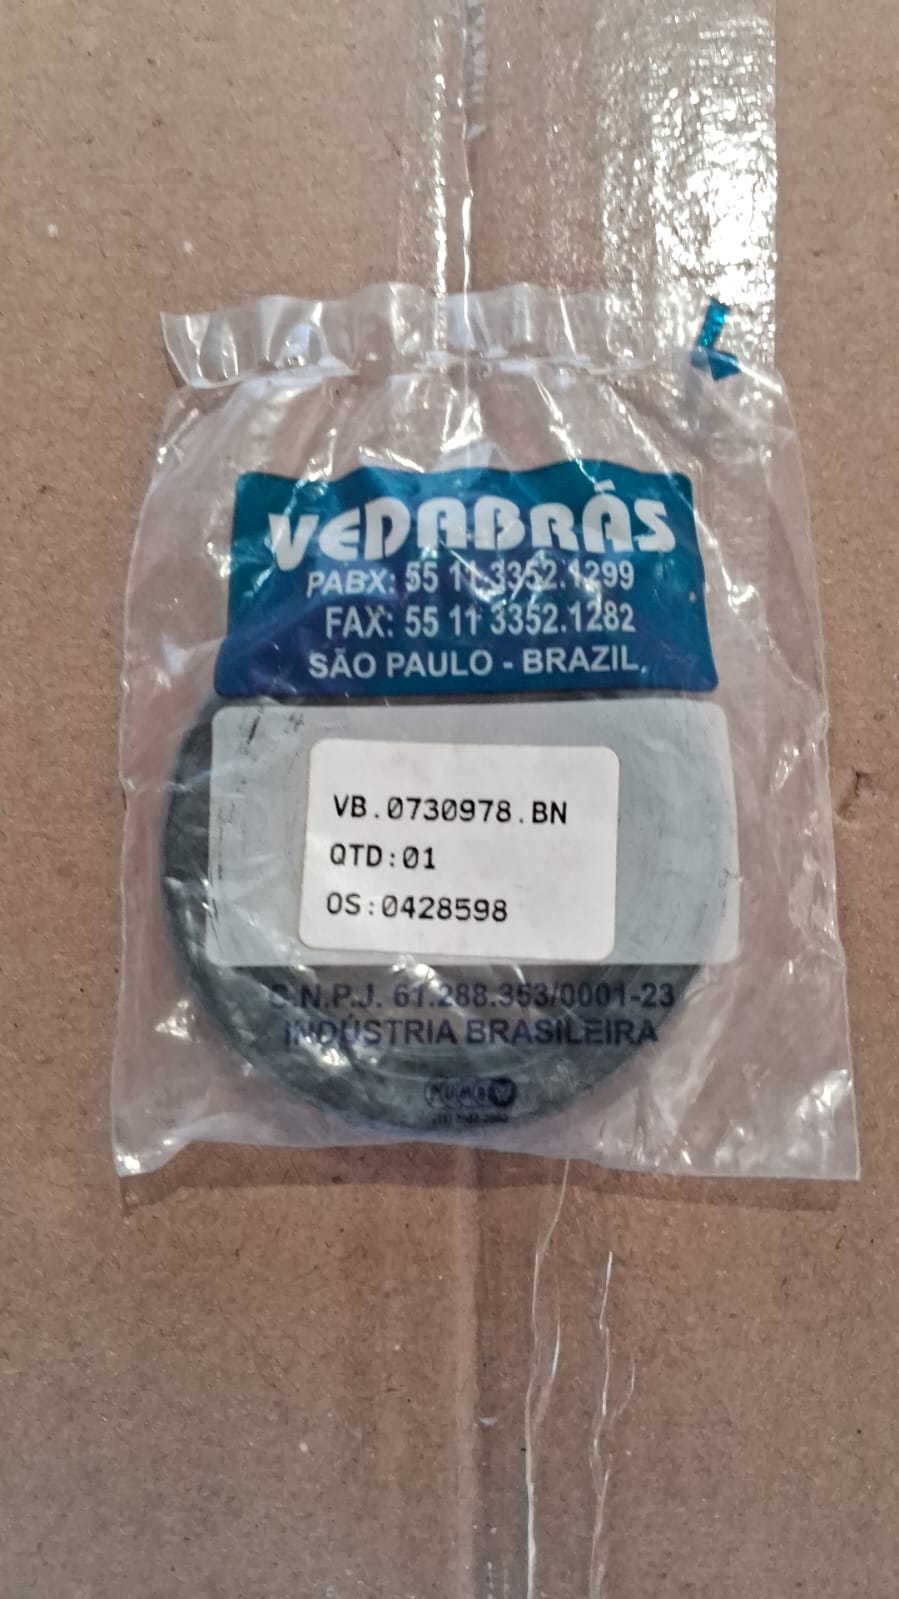 VEDABRÁS
PABX: 55 11 3352.1299
FAX: 55 11 3352.1282
SÃO PAULO - BRAZIL.
VB.0730978.BN
QTD:01
OS:0428598
C.N.P.J. 61.288.353/0001-23
INDÚSTRIA BRASILEIRA